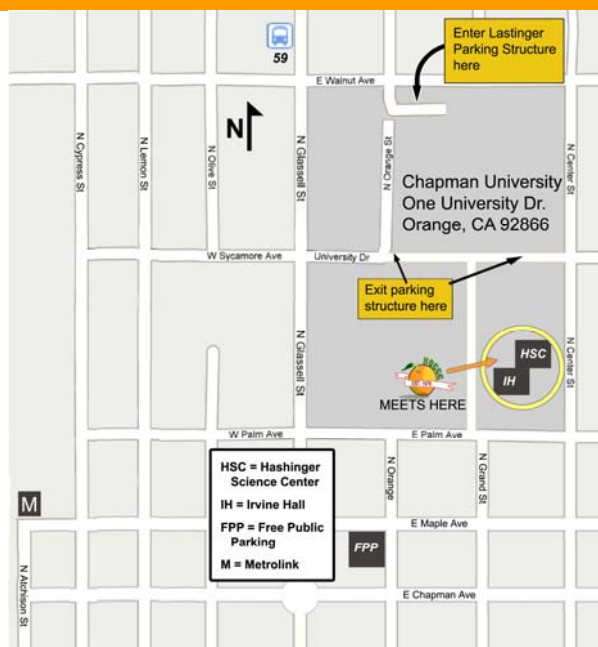 59
Enter Lastinger
Parking Structure
here
E Walnut Ave
N
N Cypress St
N Lemon St
N Olive St
N Glassell St
N Orange St
N Center St
Chapman University
One University Dr.
Orange, CA 92866
W Sycamore Ave
University Dr
Exit parking
structure here
N Glassell St
HSC
IH
N Center St
MEETS HERE
W Palm Ave
E Palm Ave
HSC = Hashinger
Science Center
IH = Irvine Hall
FPP = Free Public
Parking
M = Metrolink
N Orange
N Grand St
M
E Maple Ave
FPP
N Atchison St
E Chapman Ave